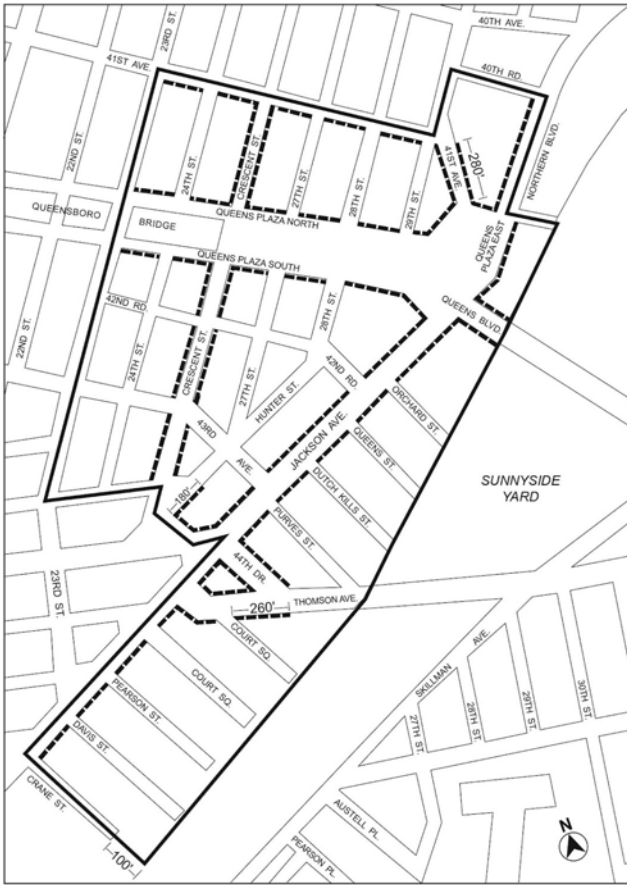 40TH AVE.
23RD ST.
41ST AVE.
40TH RD.
22ND ST.
NORTHERN BLVD.
280'
41ST AVE.
24TH ST.
CRESCENT ST.
27TH ST.
28TH ST.
29TH ST.
QUEENSBORO
BRIDGE
QUEENS PLAZA NORTH
QUEENS
PLAZA EAST
QUEENS PLAZA SOUTH
42ND RD.
QUEENS BLVD.
22ND ST.
24TH ST.
CRESCENT ST.
27TH ST.
28TH ST.
HUNTER ST.
42ND RD.
ORCHARD ST.
43RD
AVE.
JACKSON AVE.
QUEENS ST.
DUTCH KILLS ST
PURVES ST.
SUNNYSIDE
YARD
180'
44TH DR.
23RD ST.
THOMSON AVE.
260'
COURT SQ.
COURT SQ.
PEARSON ST.
DAVIS ST.
CRANE ST.
100'
SKILLMAN
AVE.
27TH ST.
28TH ST.
29TH ST.
30TH ST.
AUSTELL PL.
PEARSON PL.
N